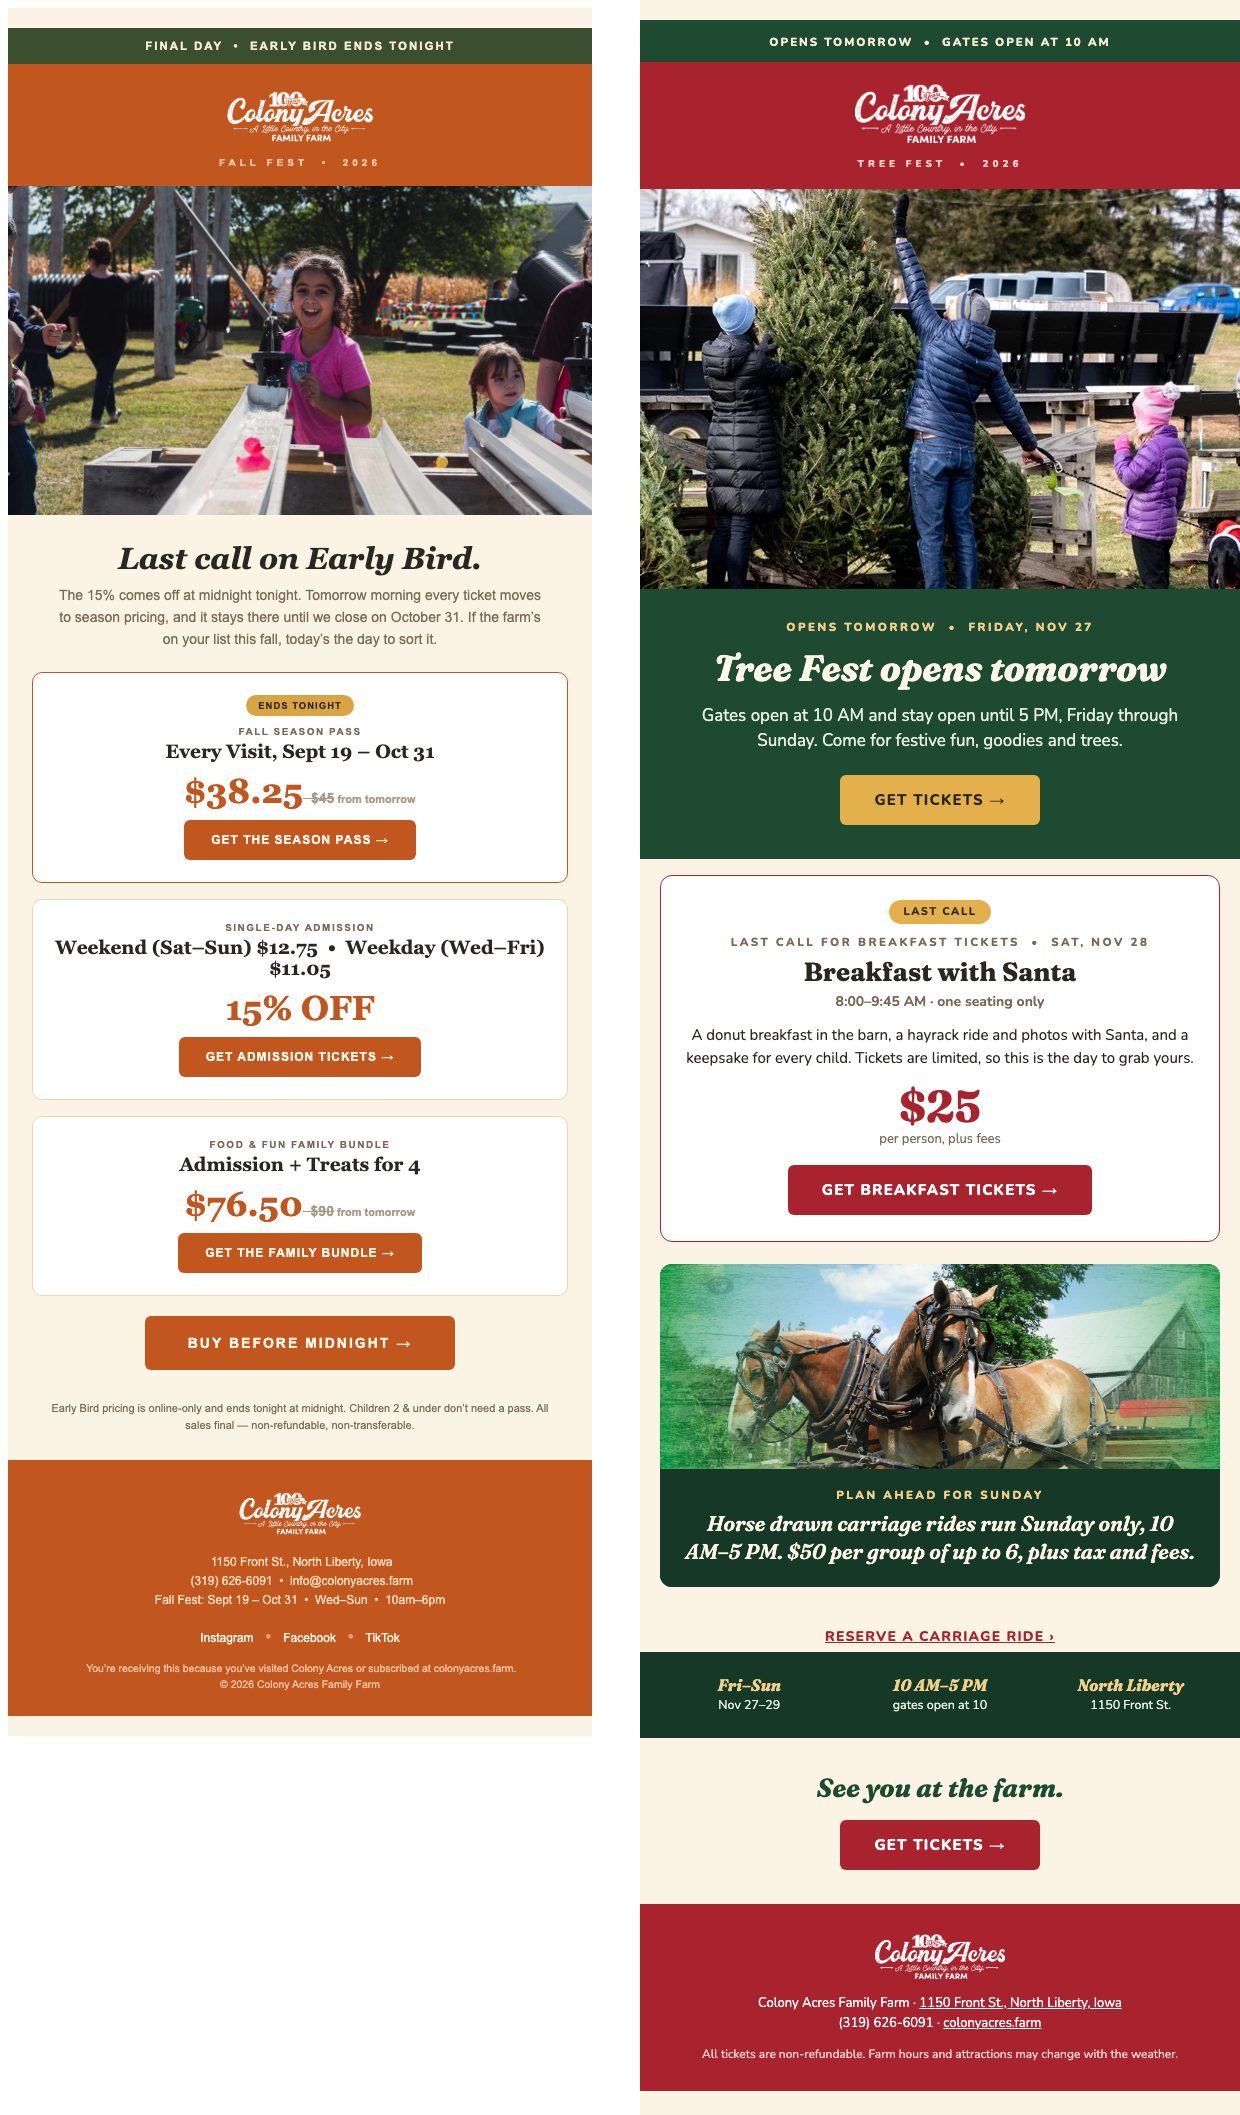 FINAL DAY • EARLY BIRD ENDS TONIGHT
100
Colony Acres
A Little Country, in the City
FAMILY FARM
FALL FEST • 2026
Last call on Early Bird.
The 15% comes off at midnight tonight. Tomorrow morning every ticket moves
to season pricing, and it stays there until we close on October 31. If the farm's
on your list this fall, today's the day to sort it.
ENDS TONIGHT
FALL SEASON PASS
Every Visit, Sept 19 – Oct 31
$38.25 $45 from tomorrow
GET THE SEASON PASS →
SINGLE-DAY ADMISSION
Weekend (Sat–Sun) $12.75 • Weekday (Wed–Fri)
$11.05
15% OFF
GET ADMISSION TICKETS →
FOOD & FUN FAMILY BUNDLE
Admission + Treats for 4
$76.50 $90 from tomorrow
GET THE FAMILY BUNDLE →
BUY BEFORE MIDNIGHT →
Early Bird pricing is online-only and ends tonight at midnight. Children 2 & under don't need a pass. All
sales final — non-refundable, non-transferable.
100
Colony Acres
A Little Country, in the City
FAMILY FARM
1150 Front St., North Liberty, Iowa
(319) 626-6091 • info@colonyacres.farm
Fall Fest: Sept 19 – Oct 31 • Wed–Sun • 10am–6pm
Instagram • Facebook • TikTok
You're receiving this because you've visited Colony Acres or subscribed at colonyacres.farm.
© 2026 Colony Acres Family Farm
OPENS TOMORROW • GATES OPEN AT 10 AM
100
Colony Acres
A Little Country, in the City
FAMILY FARM
TREE FEST • 2026
OPENS TOMORROW • FRIDAY, NOV 27
Tree Fest opens tomorrow
Gates open at 10 AM and stay open until 5 PM, Friday through
Sunday. Come for festive fun, goodies and trees.
GET TICKETS →
LAST CALL
LAST CALL FOR BREAKFAST TICKETS • SAT, NOV 28
Breakfast with Santa
8:00–9:45 AM · one seating only
A donut breakfast in the barn, a hayrack ride and photos with Santa, and a
keepsake for every child. Tickets are limited, so this is the day to grab yours.
$25
per person, plus fees
GET BREAKFAST TICKETS →
PLAN AHEAD FOR SUNDAY
Horse drawn carriage rides run Sunday only, 10
AM–5 PM. $50 per group of up to 6, plus tax and fees.
RESERVE A CARRIAGE RIDE ›
Fri–Sun 10 AM–5 PM North Liberty
Nov 27–29 gates open at 10 1150 Front St.
See you at the farm.
GET TICKETS →
100
Colony Acres
A Little Country, in the City
FAMILY FARM
Colony Acres Family Farm · 1150 Front St., North Liberty, Iowa
(319) 626-6091 · colonyacres.farm
All tickets are non-refundable. Farm hours and attractions may change with the weather.